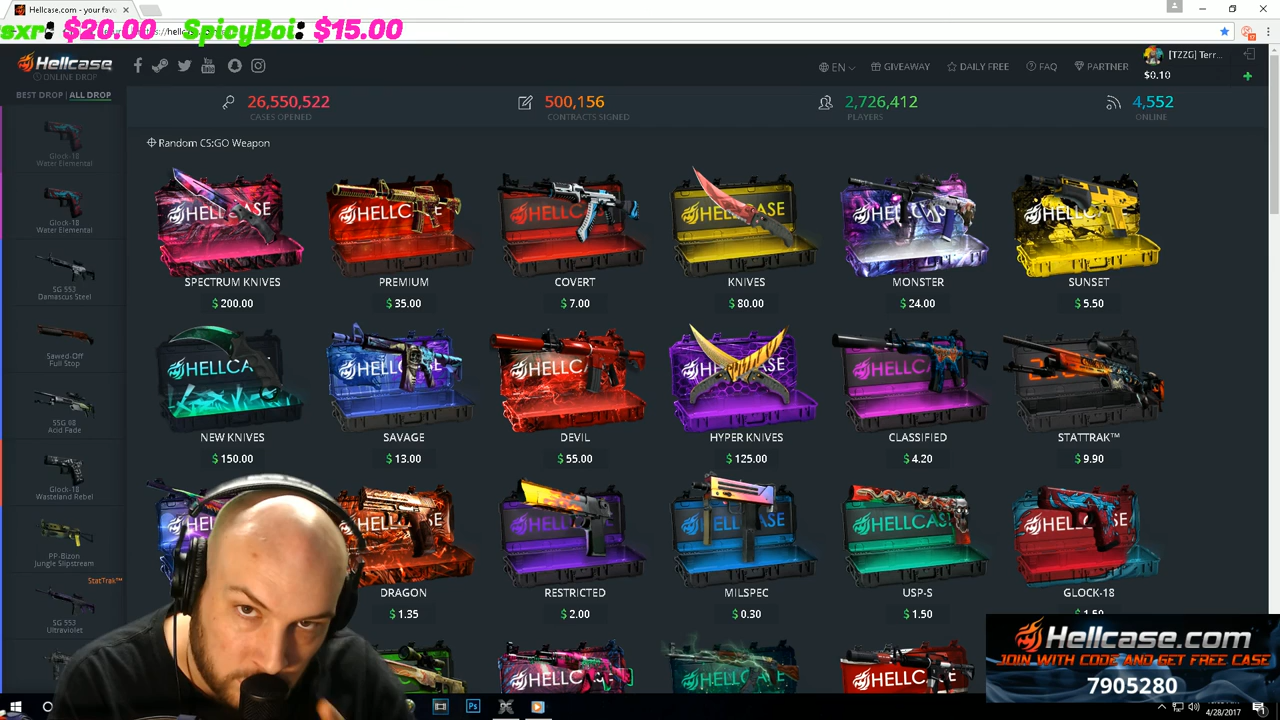 Hellcase.com - your favo
sxr: $20.00 SpicyBoi: $15.00
Hellcase
ONLINE DROP
EN
GIVEAWAY
DAILY FREE
FAQ
PARTNER
[TZZG] Terr...
$0.10
BEST DROP | ALL DROP
26,550,522
CASES OPENED
500,156
CONTRACTS SIGNED
2,726,412
PLAYERS
4,552
ONLINE
Random CS:GO Weapon
Glock-18
Water Elemental
Glock-18
Water Elemental
SG 553
Damascus Steel
Sawed-Off
Full Stop
SSG 08
Acid Fade
Glock-18
Wasteland Rebel
PP-Bizon
Jungle Slipstream
StatTrak™
SG 553
Ultraviolet
SPECTRUM KNIVES
$ 200.00
PREMIUM
$ 35.00
COVERT
$ 7.00
KNIVES
$ 80.00
MONSTER
$ 24.00
SUNSET
$ 5.50
NEW KNIVES
$ 150.00
SAVAGE
$ 13.00
DEVIL
$ 55.00
HYPER KNIVES
$ 125.00
CLASSIFIED
$ 4.20
STATTRAK™
$ 9.90
DRAGON
$ 1.35
RESTRICTED
$ 2.00
MILSPEC
$ 0.30
USP-S
$ 1.50
GLOCK-18
$ 1.50
Hellcase.com
JOIN WITH CODE AND GET FREE CASE
7905280
4/28/2017